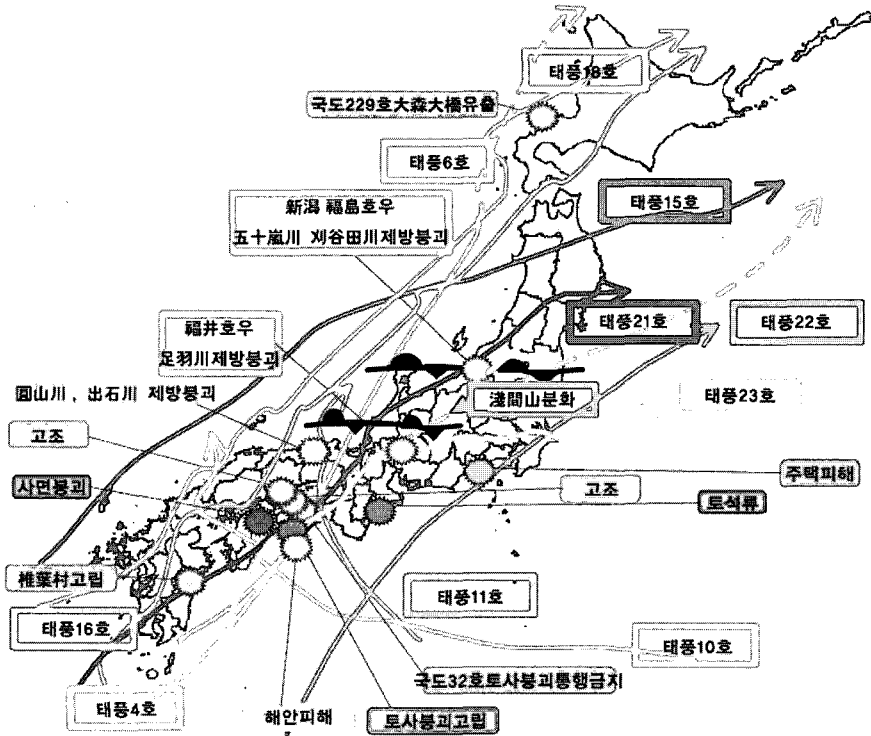 태풍18호
국도229호大森大橋유출
태풍6호
新潟 福島호우
五十嵐川 刈谷田川제방붕괴
태풍15호
福井호우
足羽川제방붕괴
태풍21호
태풍22호
圓山川, 出石川 제방붕괴
淺間山분화
태풍23호
고조
사면붕괴
주택피해
고조
토석류
椎葉村고립
태풍11호
태풍16호
태풍10호
국도32호토사붕괴통행금지
태풍4호
해안피해
토사붕괴고립